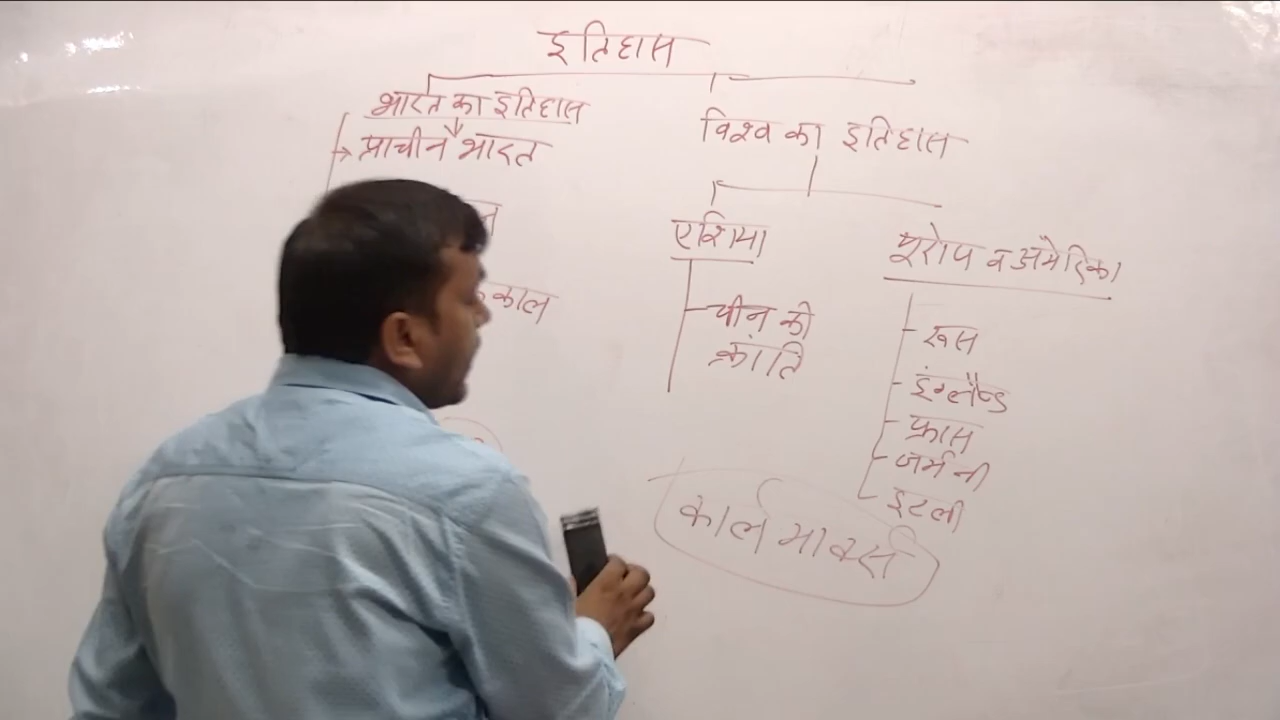 इतिहास
भारत का इतिहास
प्राचीन भारत
काल
विश्व का इतिहास
एशिया
चीन की
क्रांति
यूरोप व अमेरिका
रूस
इंग्लैण्ड
फ्रास
जर्मनी
इटली
कार्ल मार्क्स